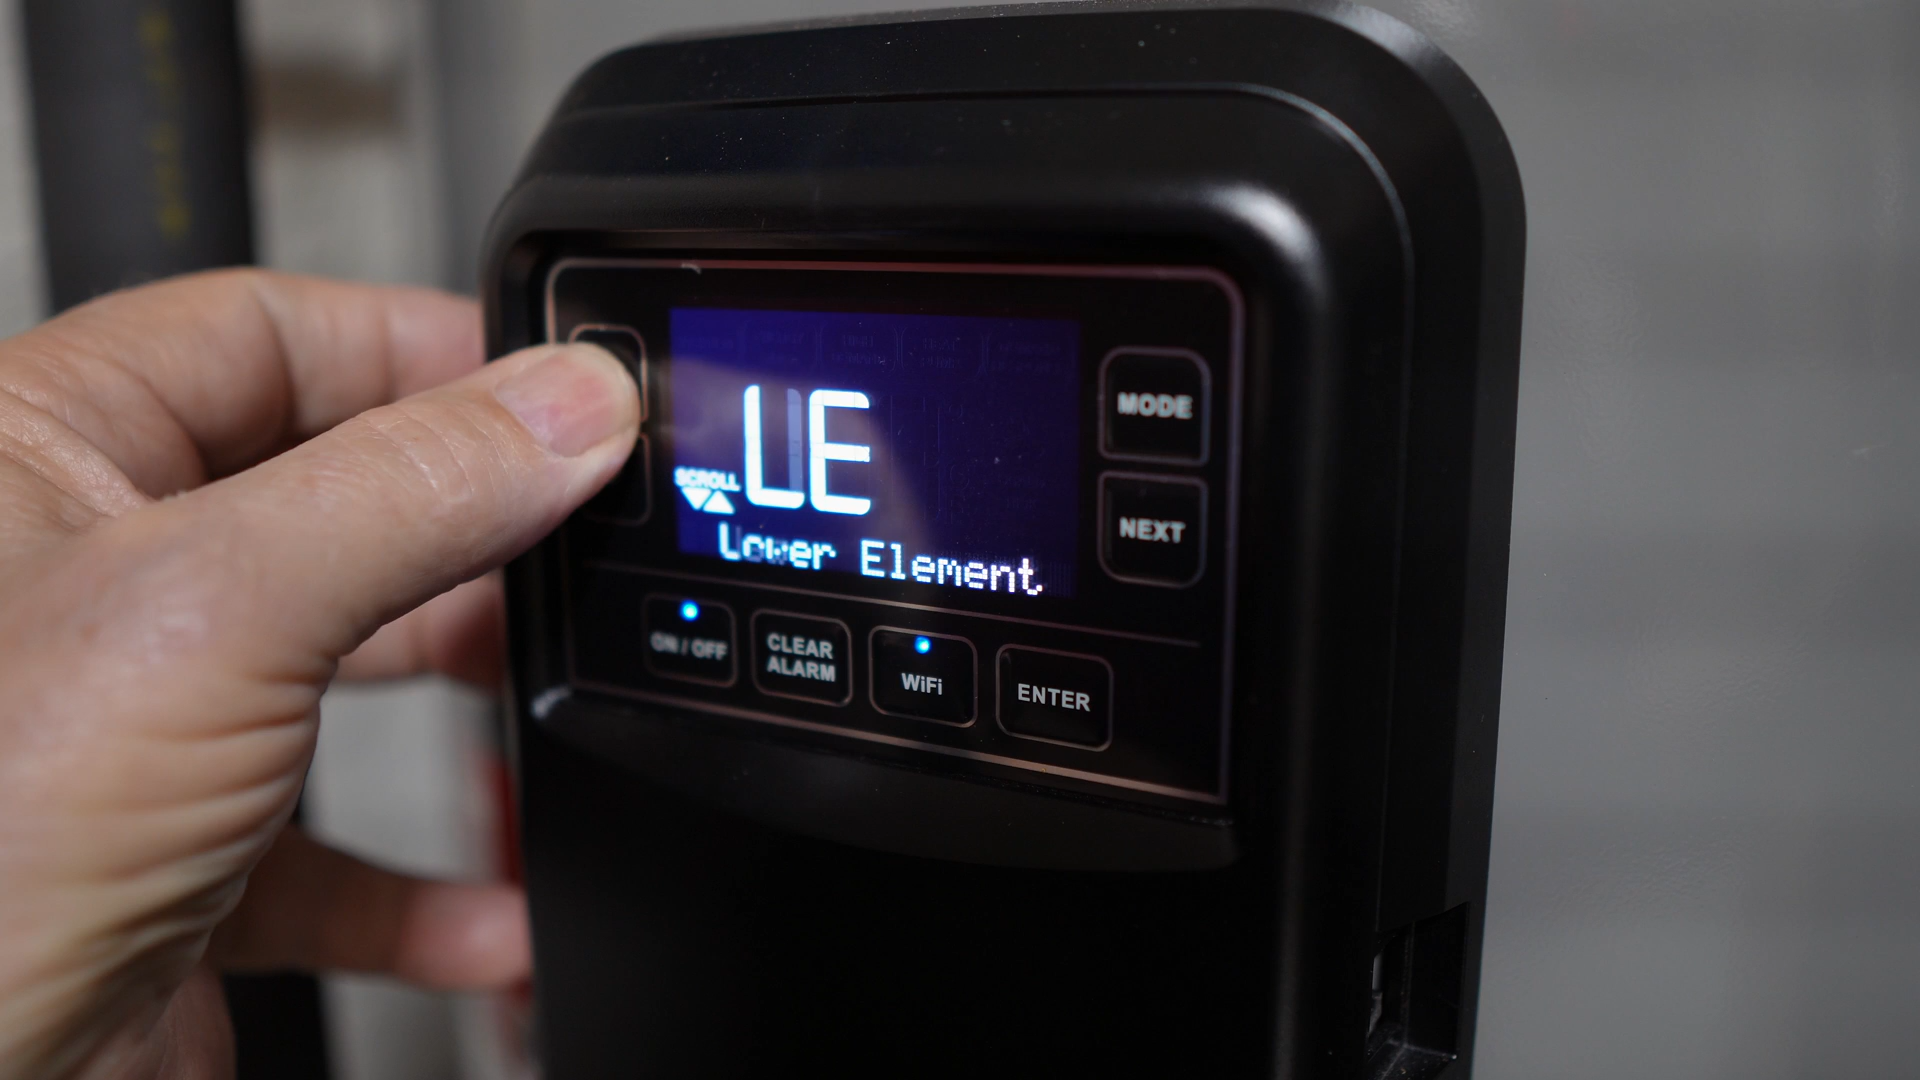 LE
SCROLL
Lower Element
MODE
NEXT
ON / OFF
CLEAR
ALARM
WiFi
ENTER